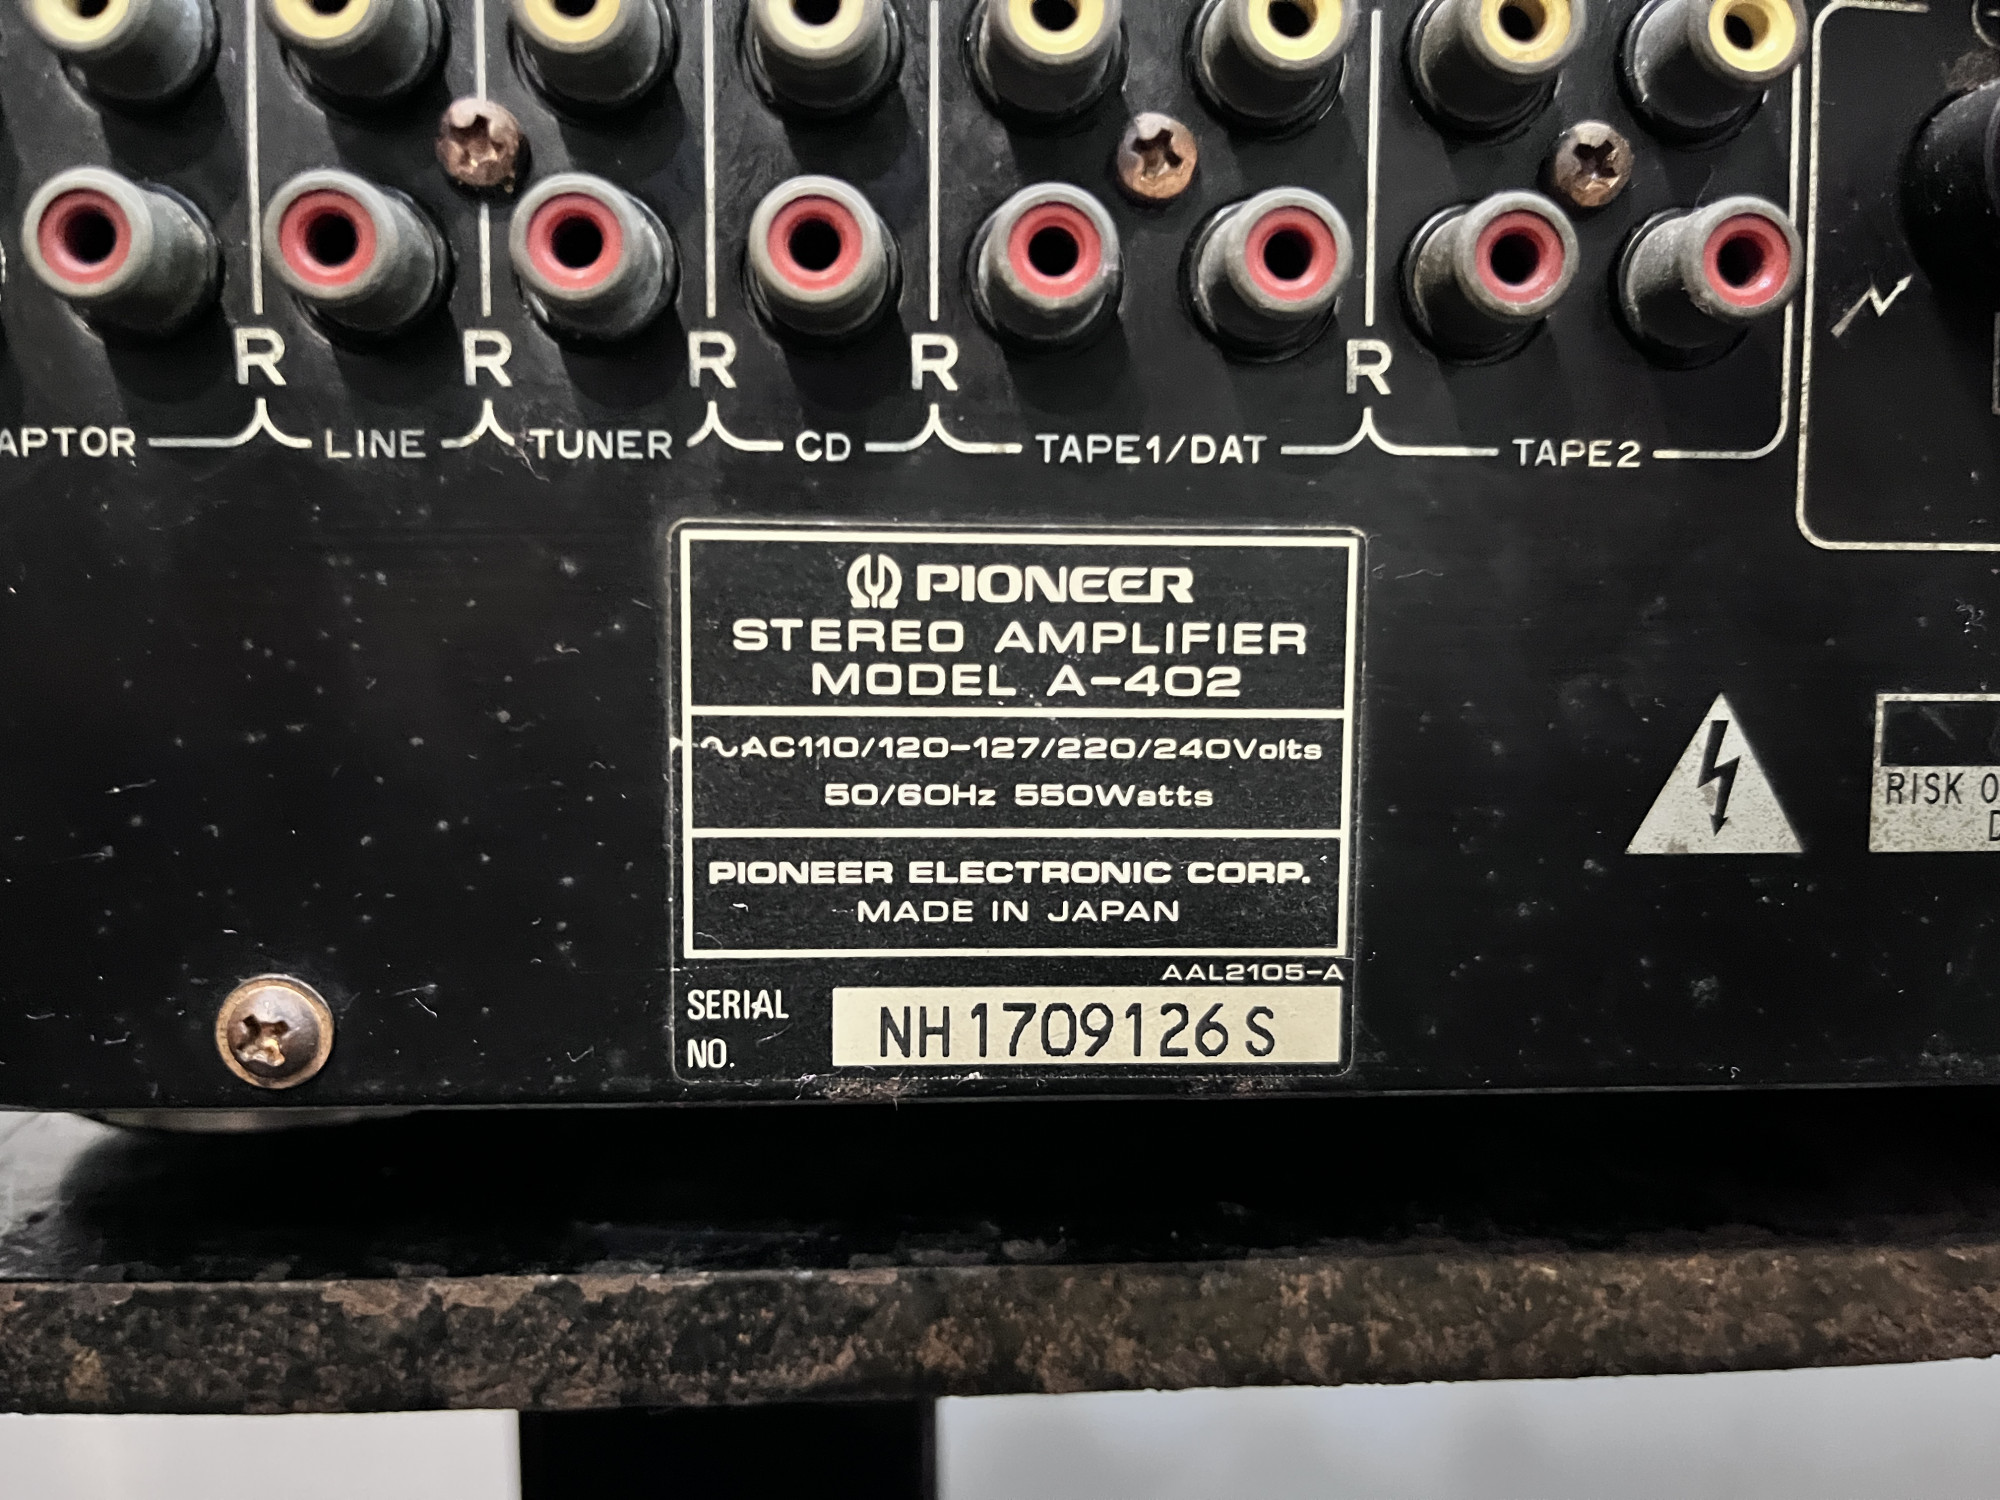 R R R R R
APTOR LINE TUNER CD TAPE1/DAT TAPE2
PIONEER
STEREO AMPLIFIER
MODEL A-402
~AC110/120-127/220/240Volts
50/60Hz 550Watts
PIONEER ELECTRONIC CORP.
MADE IN JAPAN
AAL2105-A
SERIAL
NO.
NH1709126S
RISK O
D